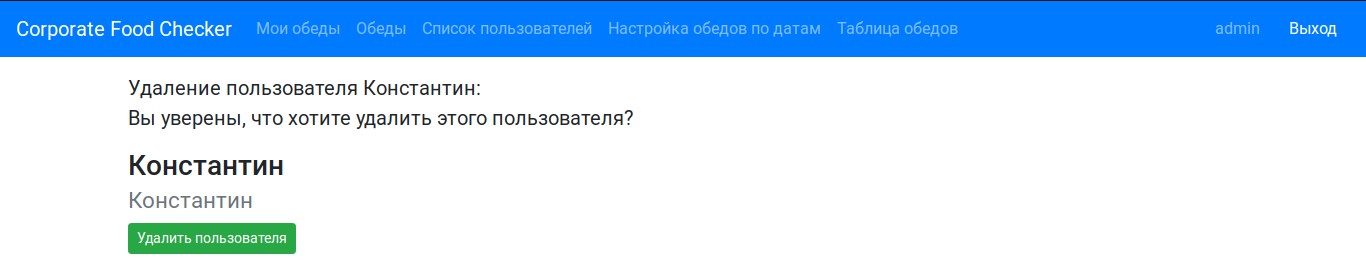 Corporate Food Checker Мои обеды Обеды Список пользователей Настройка обедов по датам Таблица обедов admin Выход
Удаление пользователя Константин:
Вы уверены, что хотите удалить этого пользователя?
Константин
Константин
Удалить пользователя